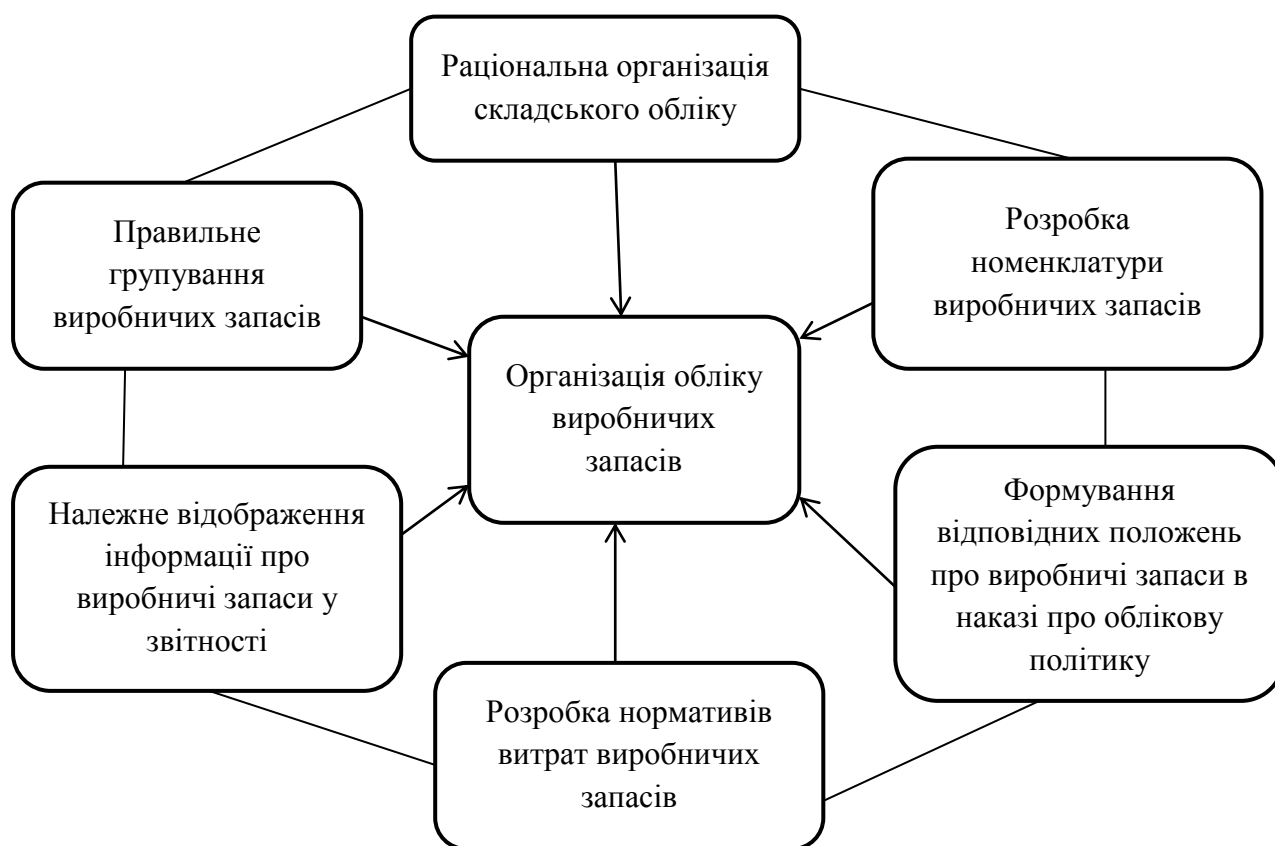 Раціональна організація
складського обліку
Правильне
групування
виробничих запасів
Розробка
номенклатури
виробничих запасів
Організація обліку
виробничих
запасів
Належне відображення
інформації про
виробничі запаси у
звітності
Формування
відповідних положень
про виробничі запаси в
наказі про облікову
політику
Розробка нормативів
витрат виробничих
запасів